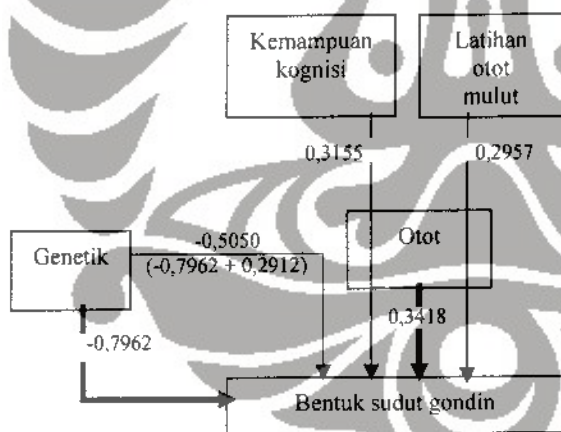 Kemampuan
kognisi
Latihan
otot
mulut
0,3155
0,2957
Genetik
-0,5050
(-0,7962 + 0,2912)
Otot
0,3418
-0,7962
Bentuk sudut gondin